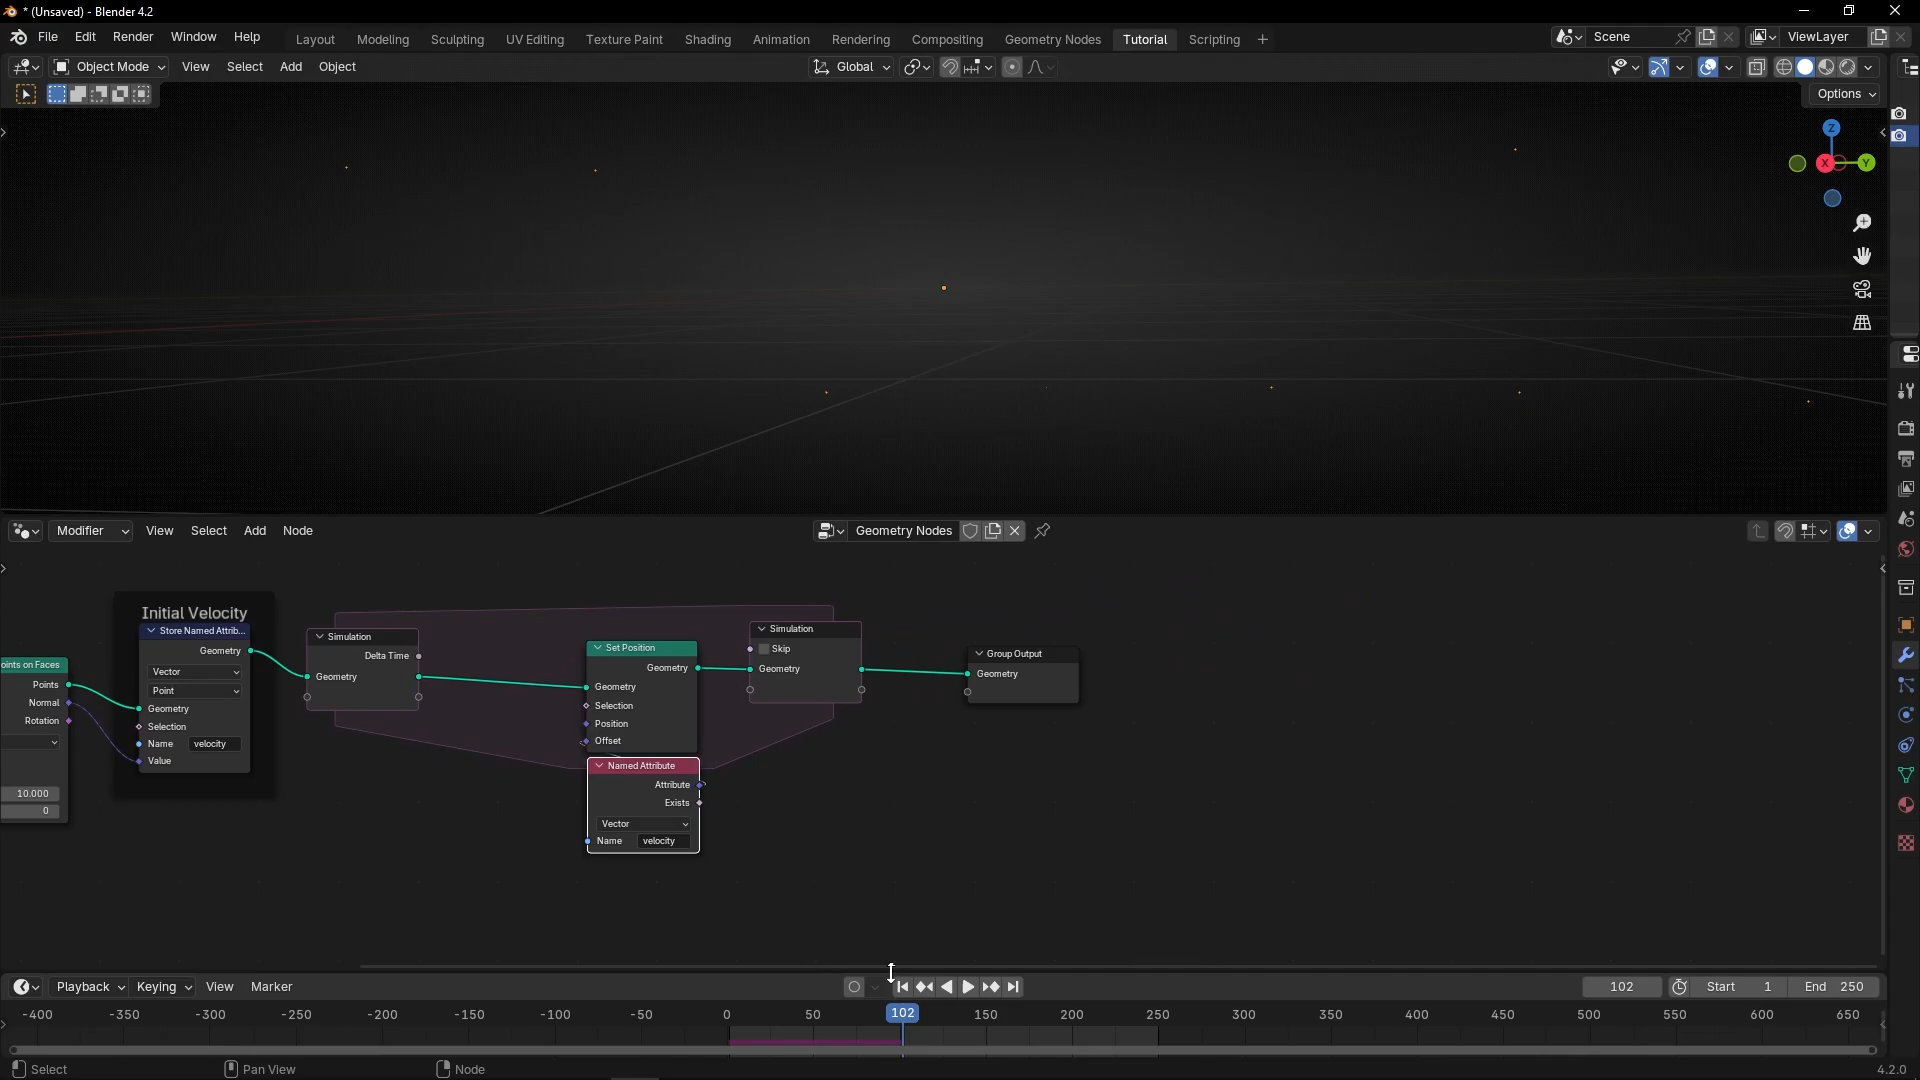 * (Unsaved) - Blender 4.2
File Edit Render Window Help
Layout Modeling Sculpting UV Editing Texture Paint Shading Animation Rendering Compositing Geometry Nodes Tutorial Scripting +
Scene
ViewLayer
Object Mode
View Select Add Object
Global
Options
Z
X
Y
Modifier
View Select Add Node
Geometry Nodes
Initial Velocity
Store Named Attrib...
Geometry
Vector
Point
Geometry
Selection
Name velocity
Value
oints on Faces
Points
Normal
Rotation
10.000
0
Simulation
Delta Time
Geometry
Set Position
Geometry
Geometry
Selection
Position
Offset
Named Attribute
Attribute
Exists
Vector
Name velocity
Simulation
Skip
Geometry
Group Output
Geometry
Playback Keying View Marker
102
Start 1
End 250
-400 -350 -300 -250 -200 -150 -100 -50 0 50 102 150 200 250 300 350 400 450 500 550 600 650
Select
Pan View
Node
4.2.0